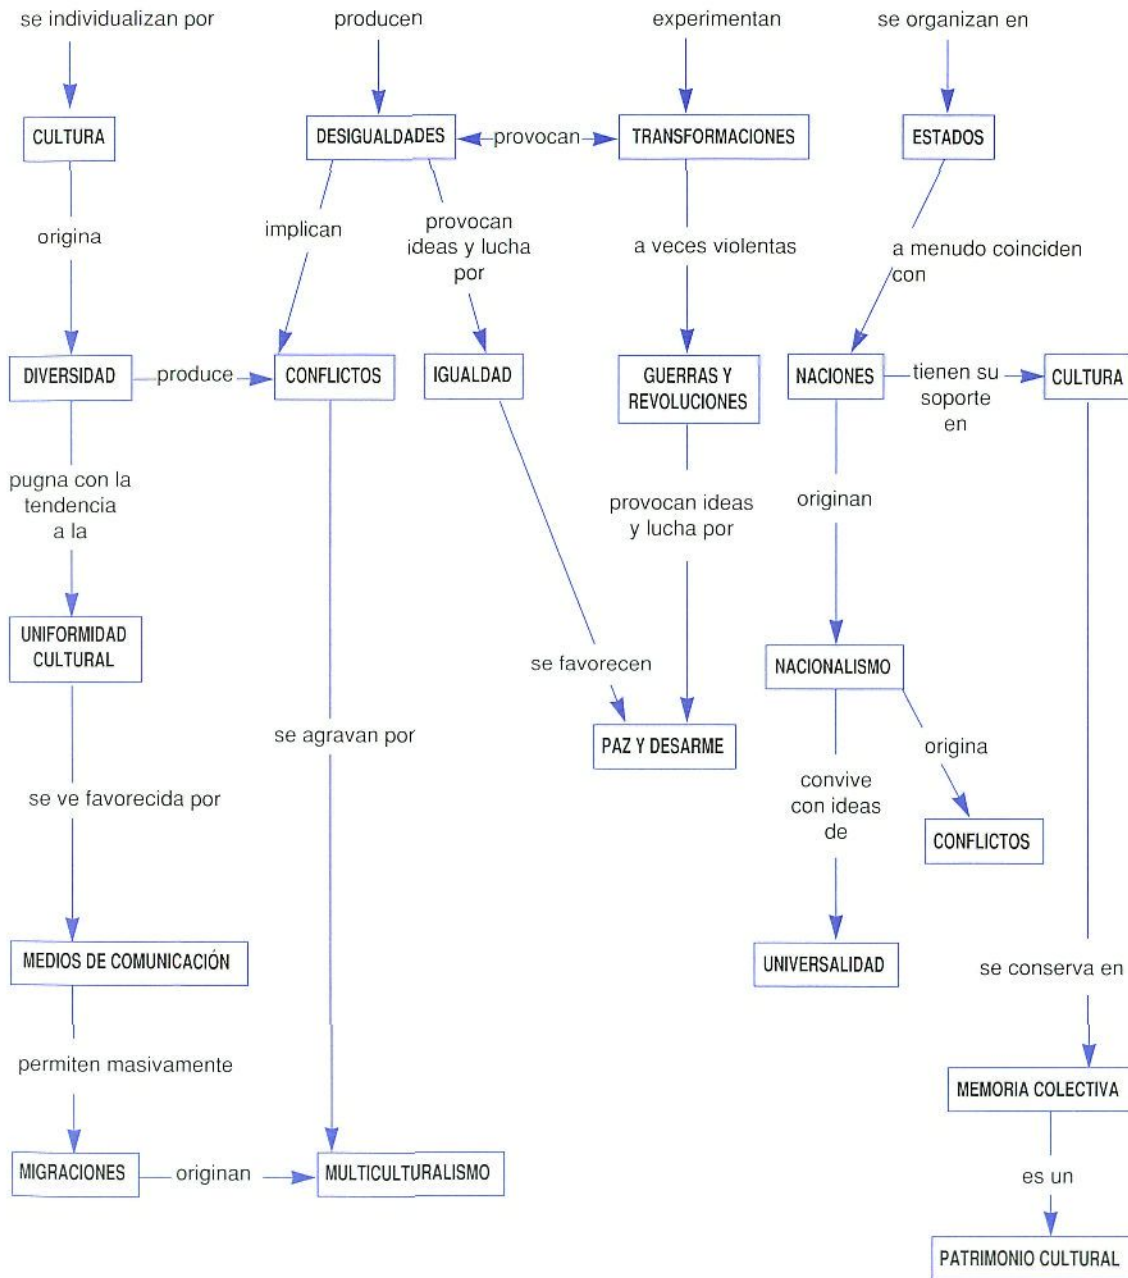 se individualizan por
producen
experimentan
se organizan en
CULTURA
DESIGUALDADES
provocan
TRANSFORMACIONES
ESTADOS
origina
implican
provocan
ideas y lucha
por
a veces violentas
a menudo coinciden
con
DIVERSIDAD
produce
CONFLICTOS
IGUALDAD
GUERRAS Y
REVOLUCIONES
NACIONES
tienen su
soporte
en
CULTURA
pugna con la
tendencia
a la
provocan ideas
y lucha por
originan
UNIFORMIDAD
CULTURAL
se favorecen
NACIONALISMO
se agravan por
PAZ Y DESARME
origina
se ve favorecida por
convive
con ideas
de
CONFLICTOS
MEDIOS DE COMUNICACIÓN
UNIVERSALIDAD
se conserva en
permiten masivamente
MEMORIA COLECTIVA
MIGRACIONES
originan
MULTICULTURALISMO
es un
PATRIMONIO CULTURAL